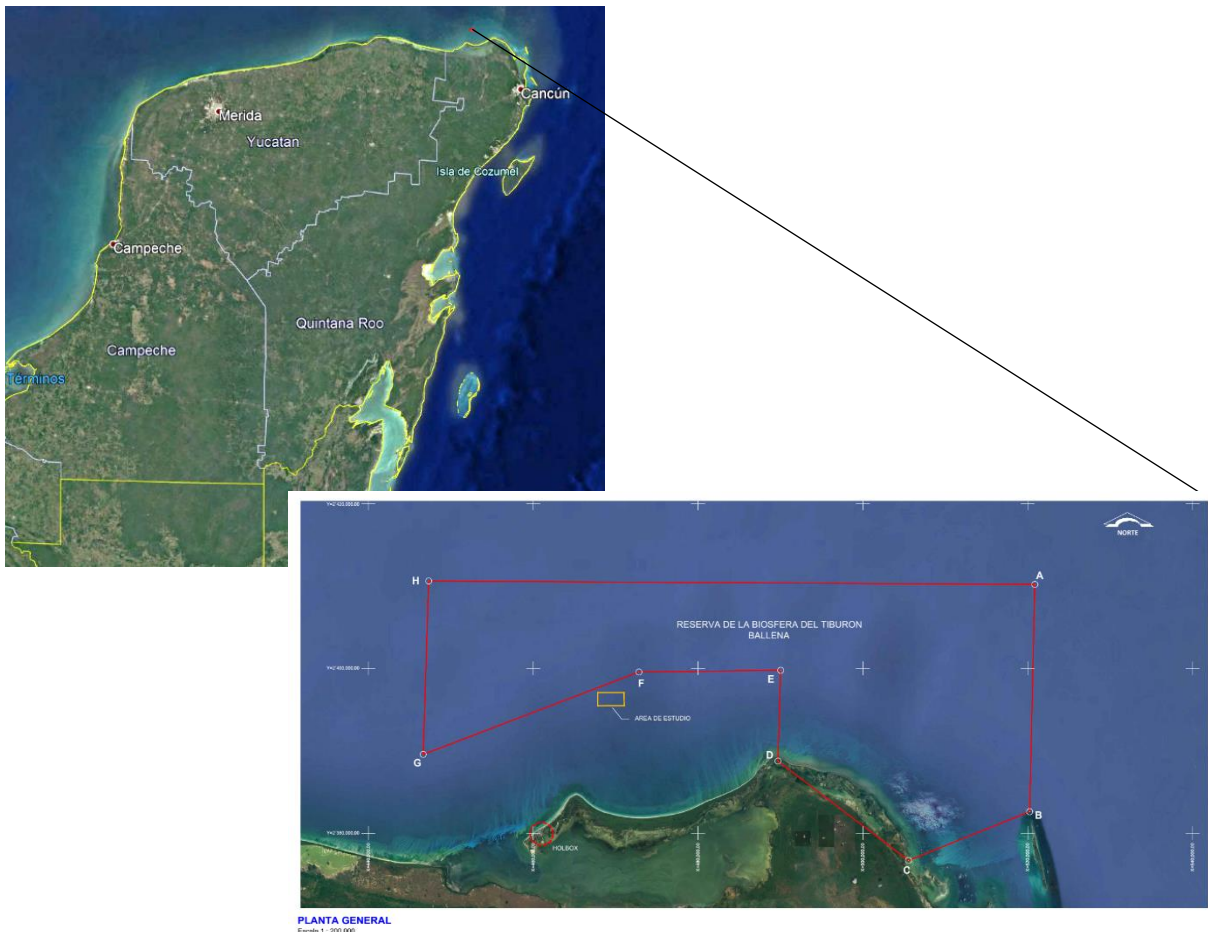 Cancún
Merida
Yucatan
Isla de Cozumel
Campeche
Quintana Roo
Campeche
Términos
NORTE
H
A
RESERVA DE LA BIOSFERA DEL TIBURON
BALLENA
F
E
AREA DE ESTUDIO
D
G
B
HOLBOX
C
PLANTA GENERAL
Escala 1 : 200,000